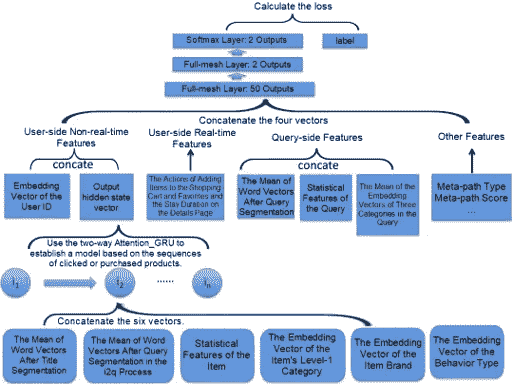 Calculate the loss
Softmax Layer: 2 Outputs
label
Full-mesh Layer: 2 Outputs
Full-mesh Layer: 50 Outputs
Concatenate the four vectors
User-side Non-real-time
Features
User-side Real-time
Features
Query-side Features
Other Features
concate
concate
Embedding
Vector of the
User ID
Output
hidden state
vector
The Actions of Adding
Items to the Shopping
Cart and Favorites and
the Stay Duration on
the Details Page
The Mean of
Word Vectors
After Query
Segmentation
Statistical
Features of
the Query
The Mean of the
Embedding
Vectors of Three
Categories in the
Query
Meta-path Type
Meta-path Score
...
Use the two-way Attention_GRU to
establish a model based on the sequences
of clicked or purchased products.
I1
I2
......
In
Concatenate the six vectors.
The Mean of
Word Vectors
After Title
Segmentation
The Mean of Word
Vectors After Query
Segmentation in the
i2q Process
Statistical
Features of the
Item
The Embedding
Vector of the
Item's Level-1
Category
The Embedding
Vector of the
Item Brand
The Embedding
Vector of the
Behavior Type